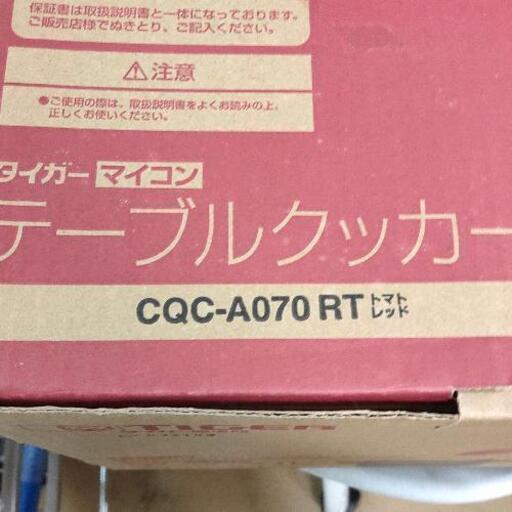 保証書は取扱説明書と一体になっております。
ご販売店様でぬきとり、ご記入ください。
⚠注意
●ご使用の際は、取扱説明書をよくお読みの上、
正しくお使いください。
タイガー マイコン
テーブルクッカー
CQC-A070 RT トマト
レッド
TIGER